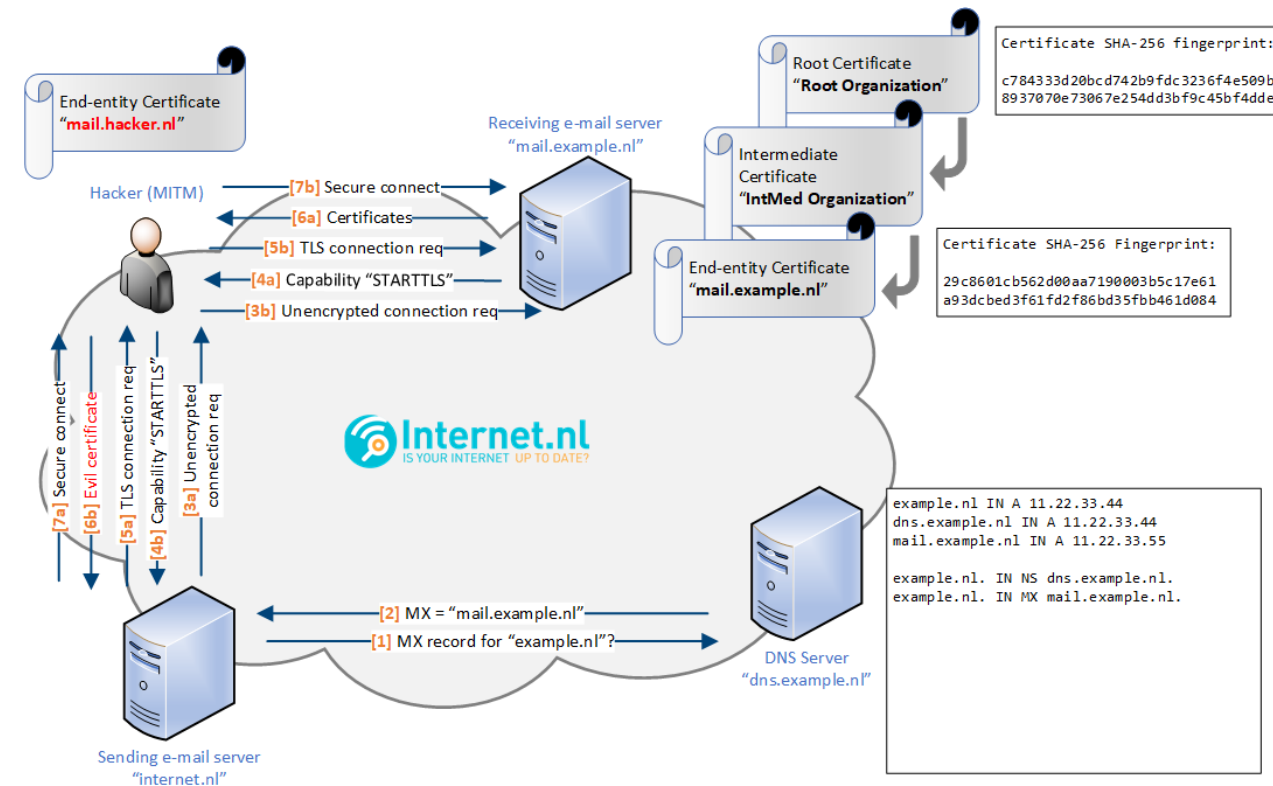 Root Certificate
“Root Organization”
Certificate SHA-256 fingerprint:
c784333d20bcd742b9fdc3236f4e509b
8937070e73067e254dd3bf9c45bf4dde
End-entity Certificate
“mail.hacker.nl”
Receiving e-mail server
“mail.example.nl”
Intermediate
Certificate
“IntMed Organization”
Hacker (MITM)
[7b] Secure connect
[6a] Certificates
[5b] TLS connection req
[4a] Capability “STARTTLS”
[3b] Unencrypted connection req
End-entity Certificate
“mail.example.nl”
Certificate SHA-256 Fingerprint:
29c8601cb562d00aa7190003b5c17e61
a93dcbed3f61fd2f86bd35fbb461d084
[7a] Secure connect
[6b] Evil certificate
[5a] TLS connection req
[4b] Capability “STARTTLS”
[3a] Unencrypted
connection req
Internet.nl
IS YOUR INTERNET UP TO DATE?
example.nl IN A 11.22.33.44
dns.example.nl IN A 11.22.33.44
mail.example.nl IN A 11.22.33.55
example.nl. IN NS dns.example.nl.
example.nl. IN MX mail.example.nl.
[2] MX = “mail.example.nl”
[1] MX record for “example.nl”?
DNS Server
“dns.example.nl”
Sending e-mail server
“internet.nl”